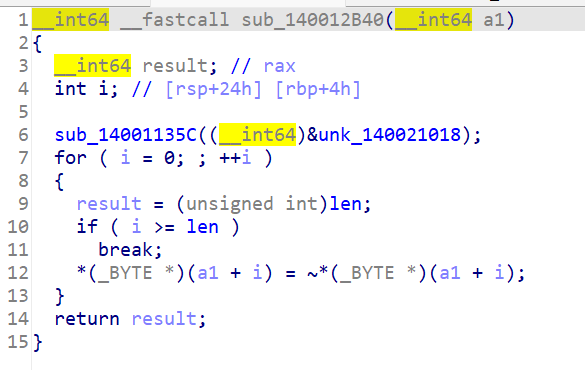 1 __int64 __fastcall sub_140012B40(__int64 a1)
2 {
3 __int64 result; // rax
4 int i; // [rsp+24h] [rbp+4h]
5
6 sub_14001135C((__int64)&unk_140021018);
7 for ( i = 0; ; ++i )
8 {
9 result = (unsigned int)len;
10 if ( i >= len )
11 break;
12 *(_BYTE *)(a1 + i) = ~*(_BYTE *)(a1 + i);
13 }
14 return result;
15 }